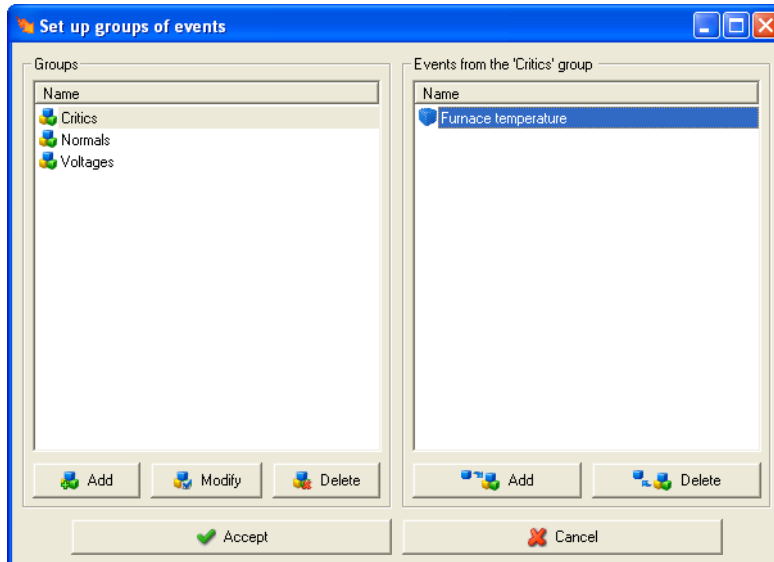 Set up groups of events
Groups
Name
Critics
Normals
Voltages
Add
Modify
Delete
Events from the 'Critics' group
Name
Furnace temperature
Add
Delete
Accept
Cancel